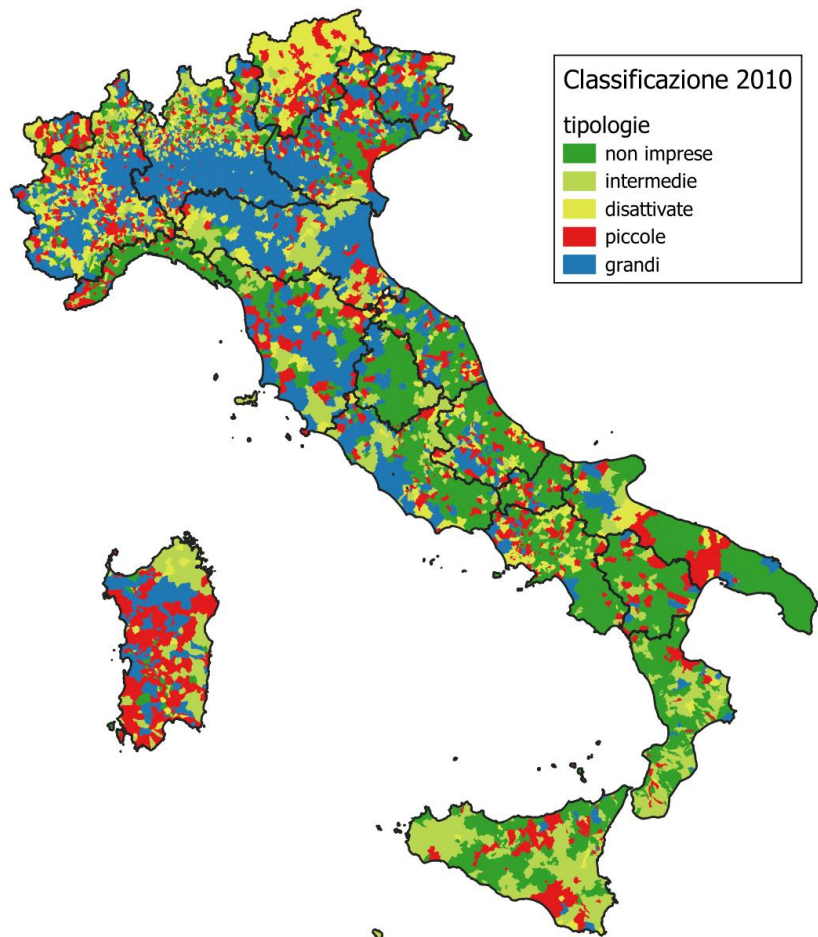 Classificazione 2010
tipologie
non imprese
intermedie
disattivate
piccole
grandi